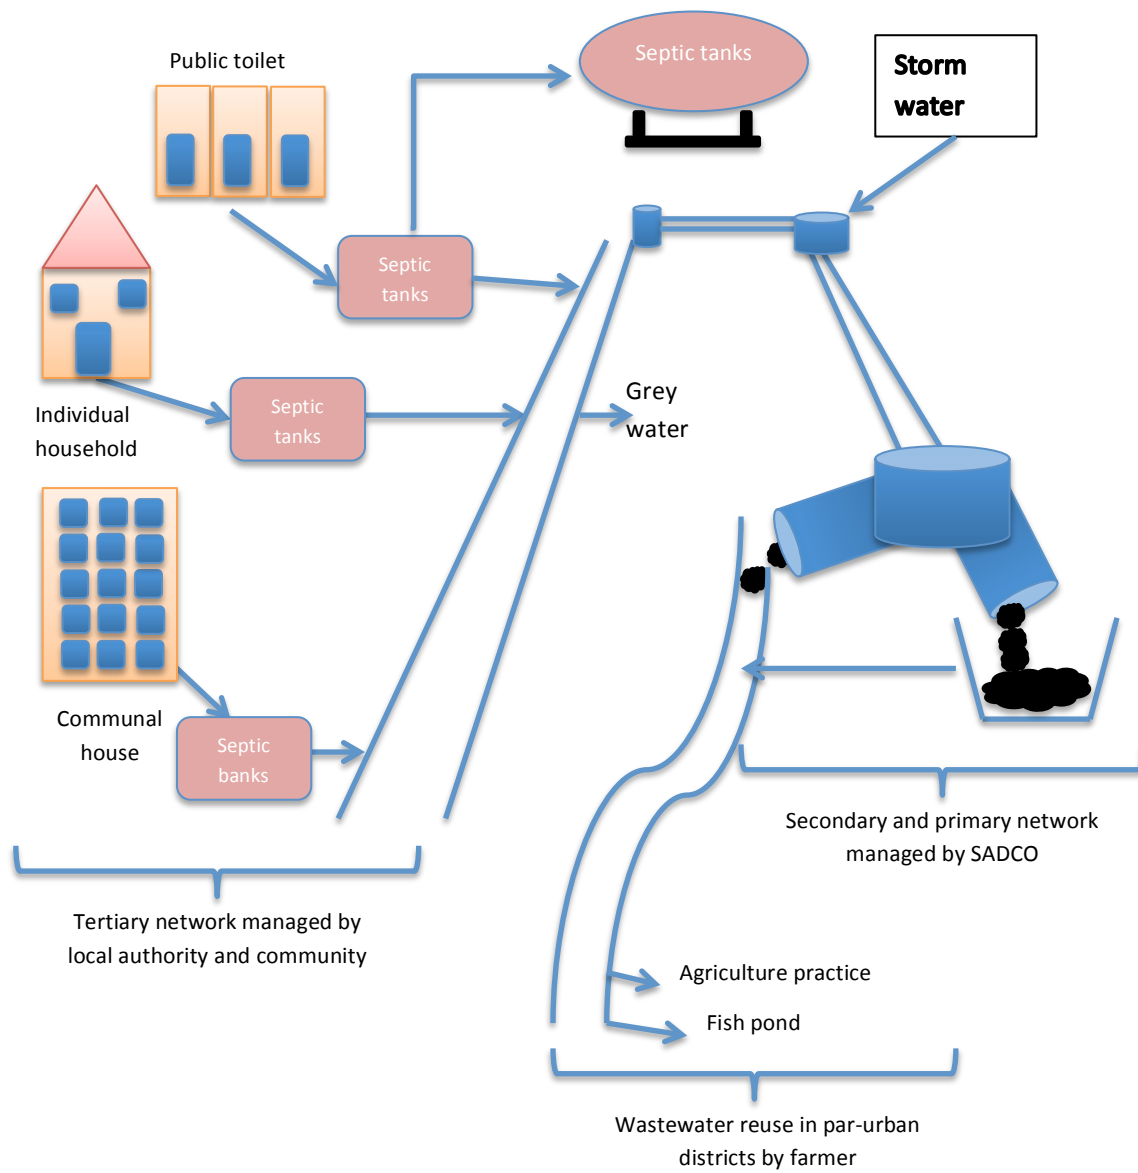 Public toilet
Septic tanks
Storm
water
Septic
tanks
Individual
household
Septic
tanks
Grey
water
Communal
house
Septic
banks
Secondary and primary network
managed by SADCO
Tertiary network managed by
local authority and community
Agriculture practice
Fish pond
Wastewater reuse in par-urban
districts by farmer